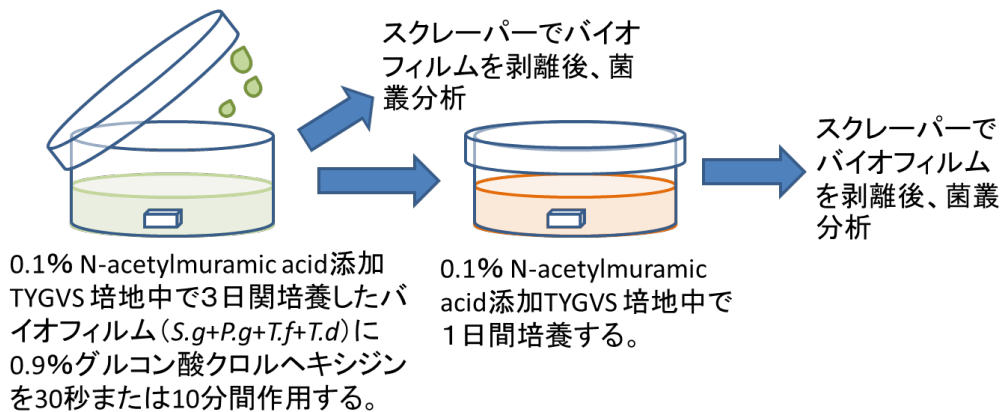 スクレーパーでバイオ
フィルムを剥離後、菌
叢分析
スクレーパーで
バイオフィルム
を剥離後、菌叢
分析
0.1% N-acetylmuramic acid添加
TYGVS 培地中で３日関培養したバ
イオフィルム（S.g+P.g+T.f+T.d）に
0.9%グルコン酸クロルヘキシジン
を30秒または10分間作用する。
0.1% N-acetylmuramic
acid添加TYGVS 培地中で
１日間培養する。